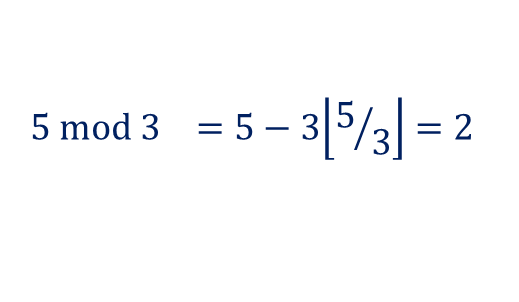 5 mod 3 = 5 − 3⌊5/3⌋ = 2